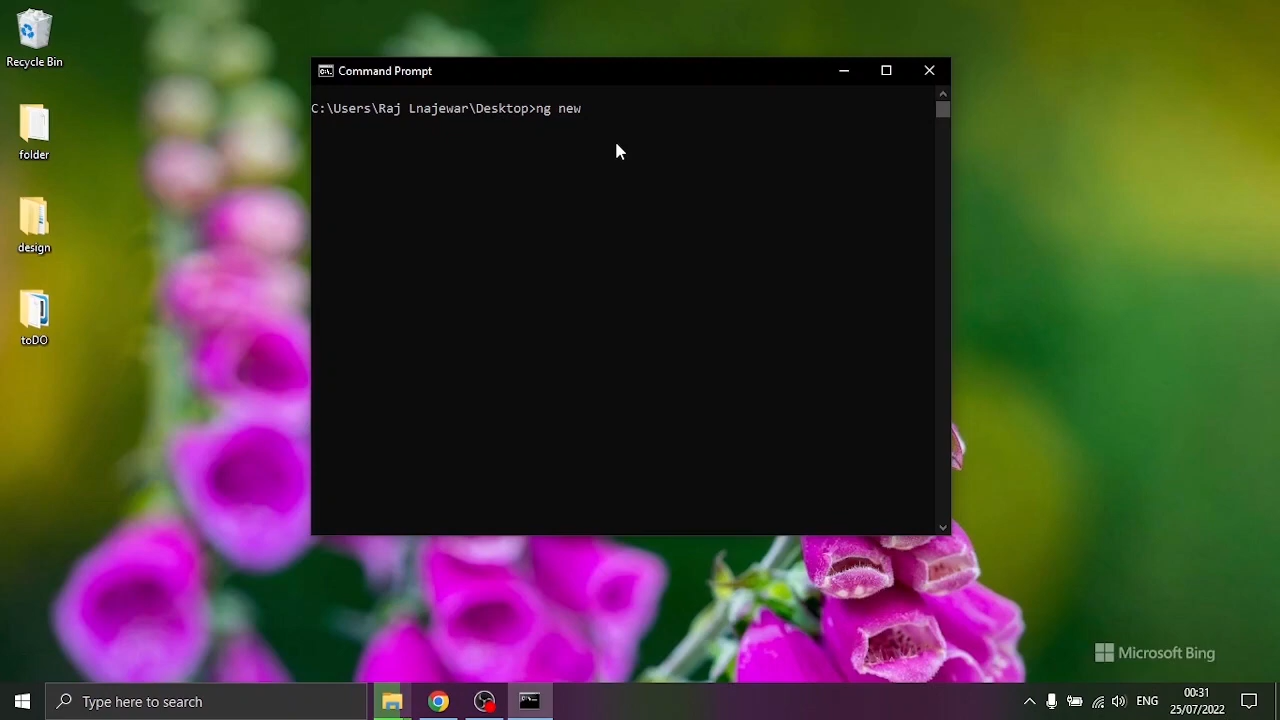 Recycle Bin
folder
design
toDO
Command Prompt
C:\Users\Raj Lnajewar\Desktop>ng new
Microsoft Bing
Type here to search
ENG
00:31
25/07/2022